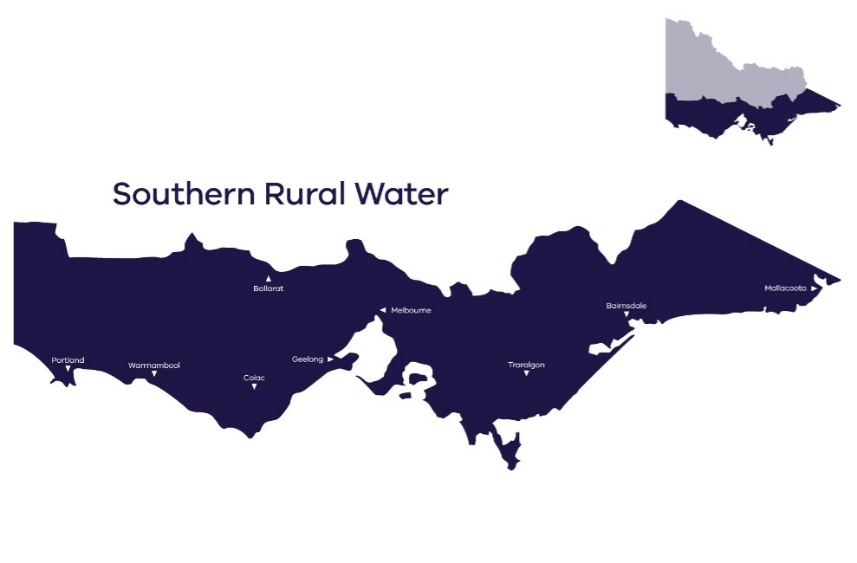 Southern Rural Water
Ballarat
Mallacoota
Bairnsdale
Melbourne
Geelong
Portland
Warrnambool
Traralgon
Colac